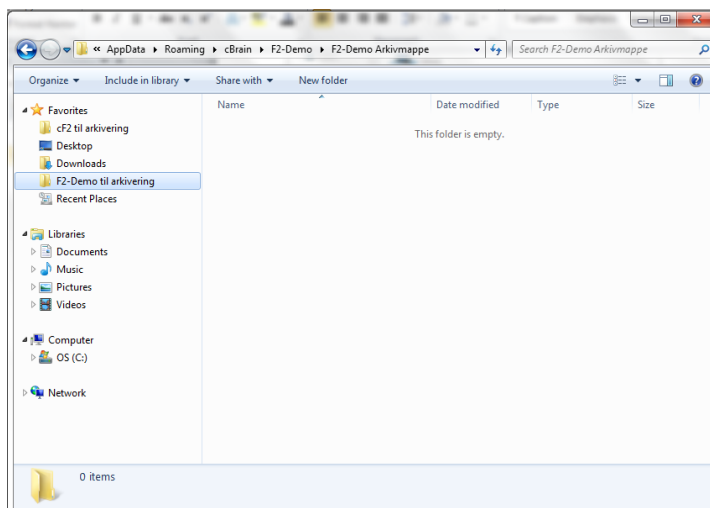 « AppData ▸ Roaming ▸ cBrain ▸ F2-Demo ▸ F2-Demo Arkivmappe
Search F2-Demo Arkivmappe
Organize Include in library Share with New folder
Name Date modified Type Size
This folder is empty.
Favorites
cF2 til arkivering
Desktop
Downloads
F2-Demo til arkivering
Recent Places
Libraries
Documents
Music
Pictures
Videos
Computer
OS (C:)
Network
0 items